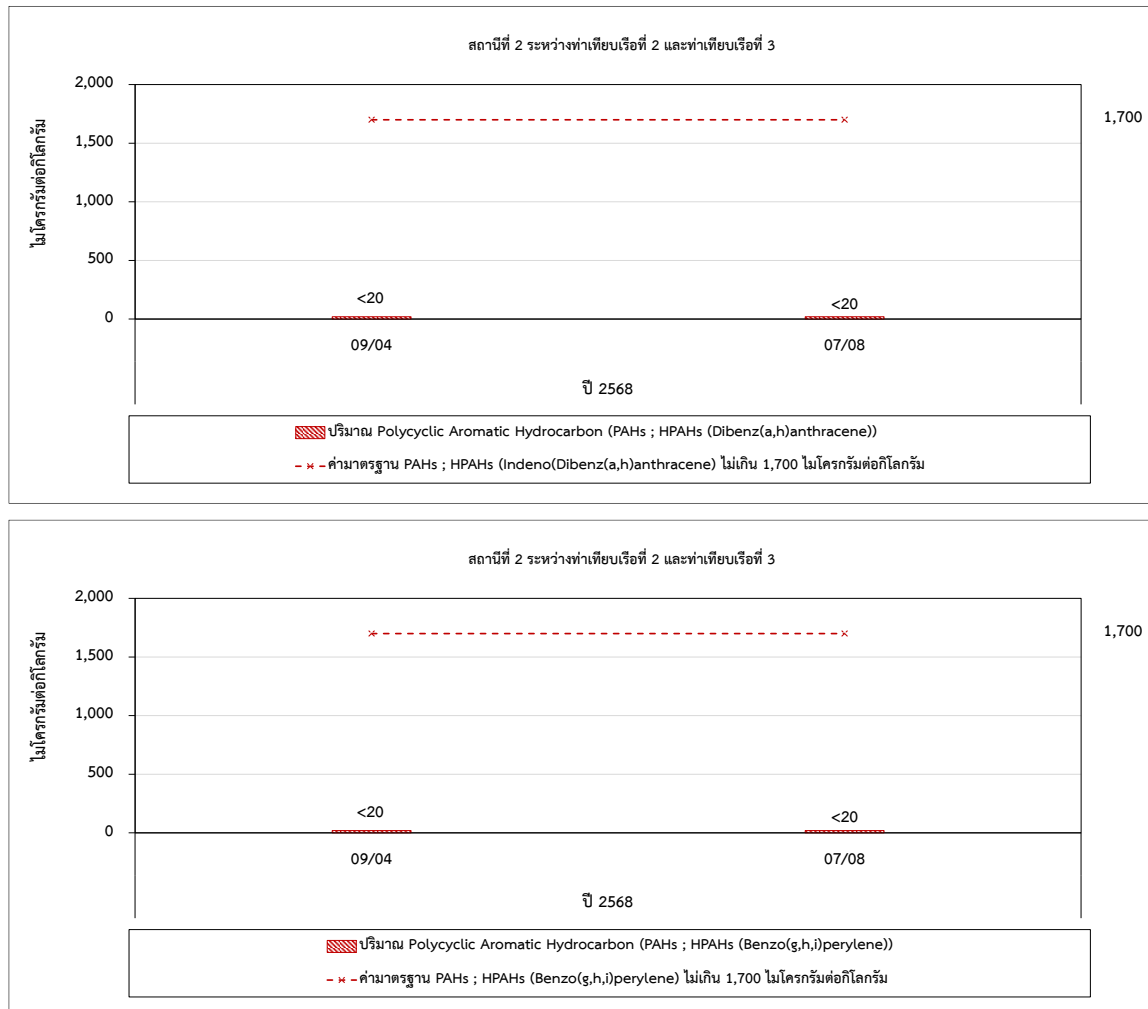 สถานีที่ 2 ระหว่างท่าเทียบเรือที่ 2 และท่าเทียบเรือที่ 3
ไมโครกรัมต่อกิโลกรัม
2,000
1,500
1,000
500
0
1,700
<20
<20
09/04
07/08
ปี 2568
ปริมาณ Polycyclic Aromatic Hydrocarbon (PAHs ; HPAHs (Dibenz(a,h)anthracene))
ค่ามาตรฐาน PAHs ; HPAHs (Indeno(Dibenz(a,h)anthracene) ไม่เกิน 1,700 ไมโครกรัมต่อกิโลกรัม
สถานีที่ 2 ระหว่างท่าเทียบเรือที่ 2 และท่าเทียบเรือที่ 3
ไมโครกรัมต่อกิโลกรัม
2,000
1,500
1,000
500
0
1,700
<20
<20
09/04
07/08
ปี 2568
ปริมาณ Polycyclic Aromatic Hydrocarbon (PAHs ; HPAHs (Benzo(g,h,i)perylene))
ค่ามาตรฐาน PAHs ; HPAHs (Benzo(g,h,i)perylene) ไม่เกิน 1,700 ไมโครกรัมต่อกิโลกรัม